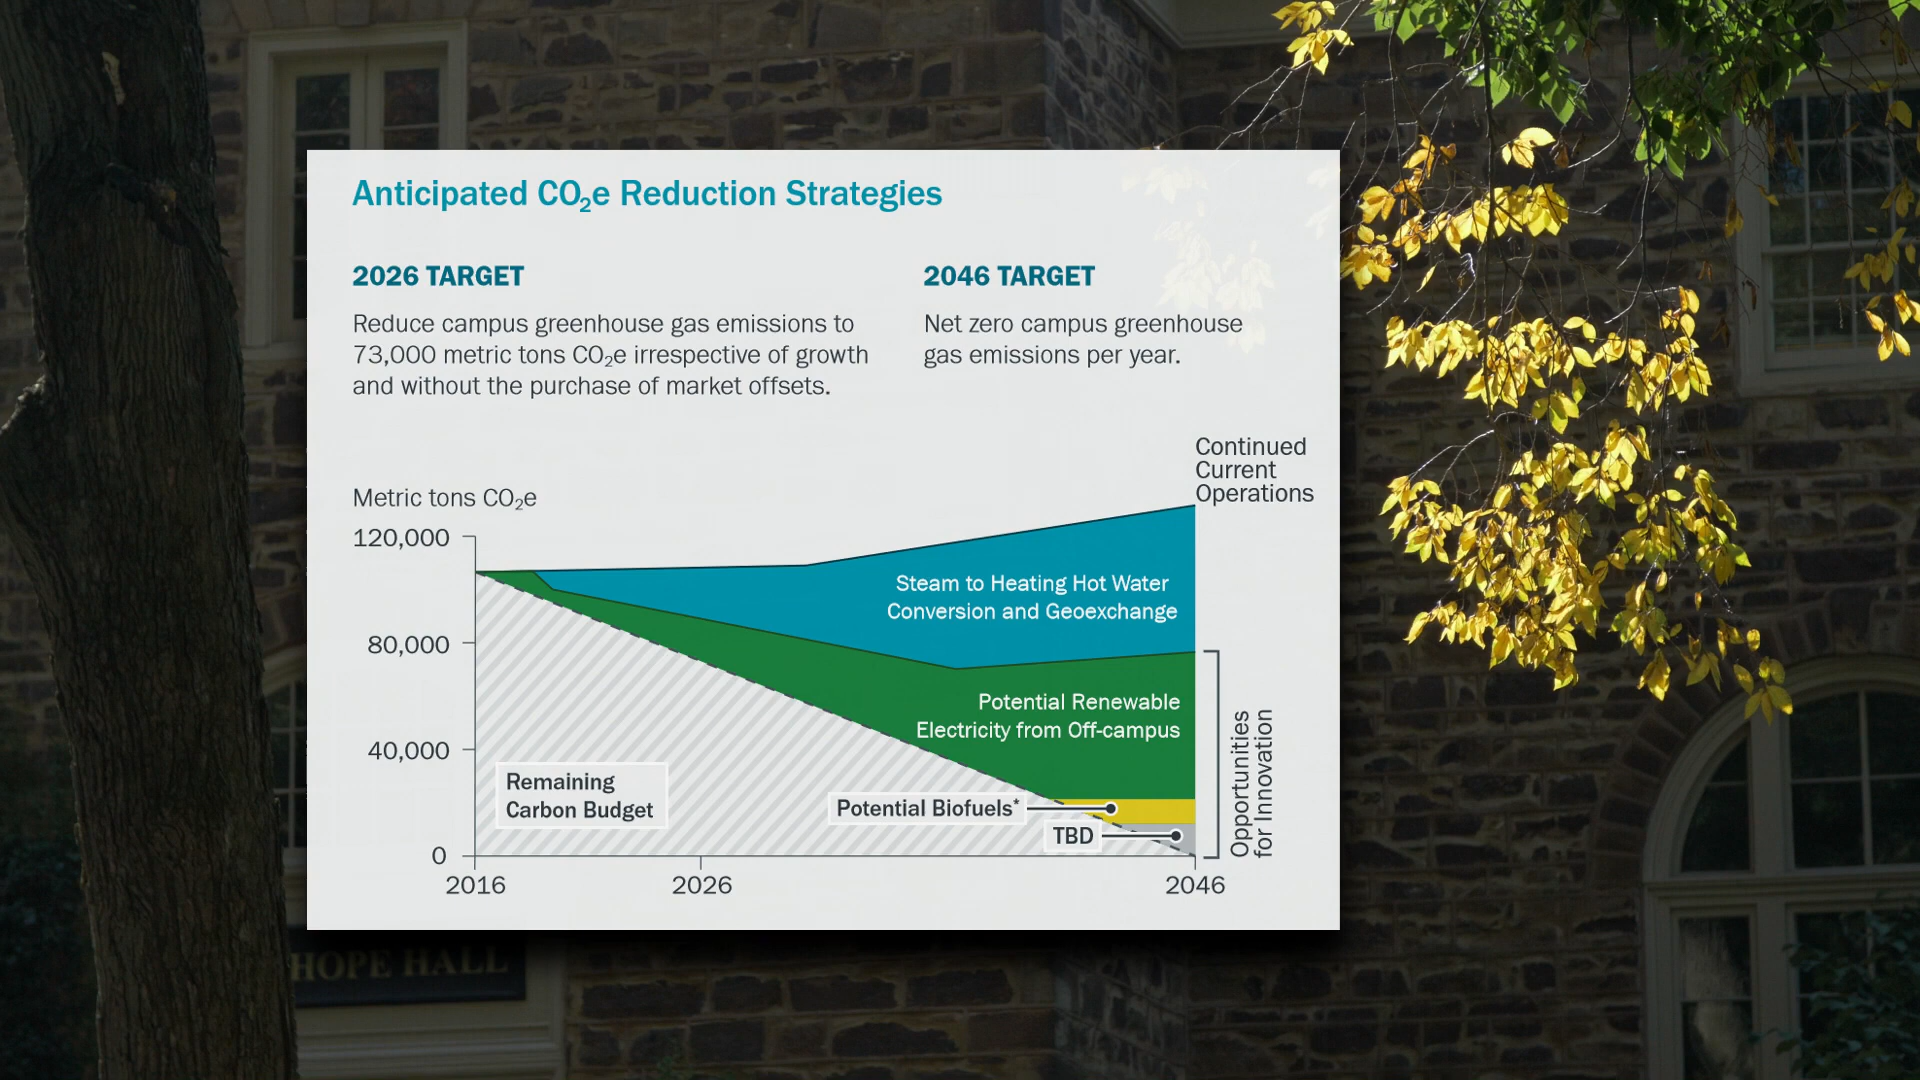 Anticipated CO₂e Reduction Strategies
2026 TARGET
Reduce campus greenhouse gas emissions to
73,000 metric tons CO₂e irrespective of growth
and without the purchase of market offsets.
2046 TARGET
Net zero campus greenhouse
gas emissions per year.
Continued
Current
Operations
Metric tons CO₂e
120,000
80,000
40,000
0
Steam to Heating Hot Water
Conversion and Geoexchange
Potential Renewable
Electricity from Off-campus
Remaining
Carbon Budget
Potential Biofuels*
TBD
Opportunities
for Innovation
2016
2026
2046
HOPE HALL